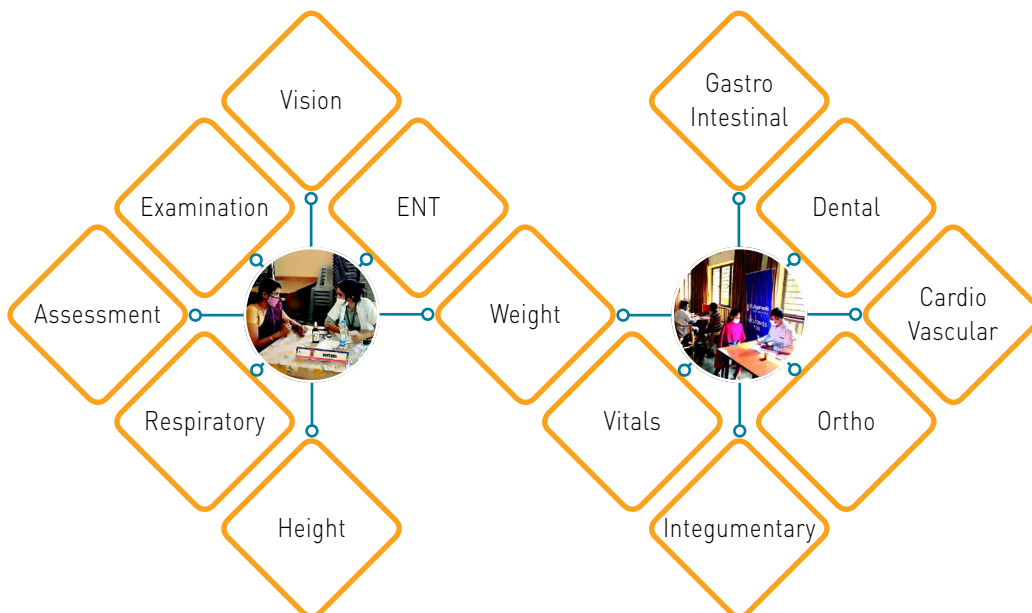 Vision
Gastro
Intestinal
Examination
ENT
Dental
Assessment
Weight
Cardio
Vascular
Respiratory
Vitals
Ortho
Height
Integumentary